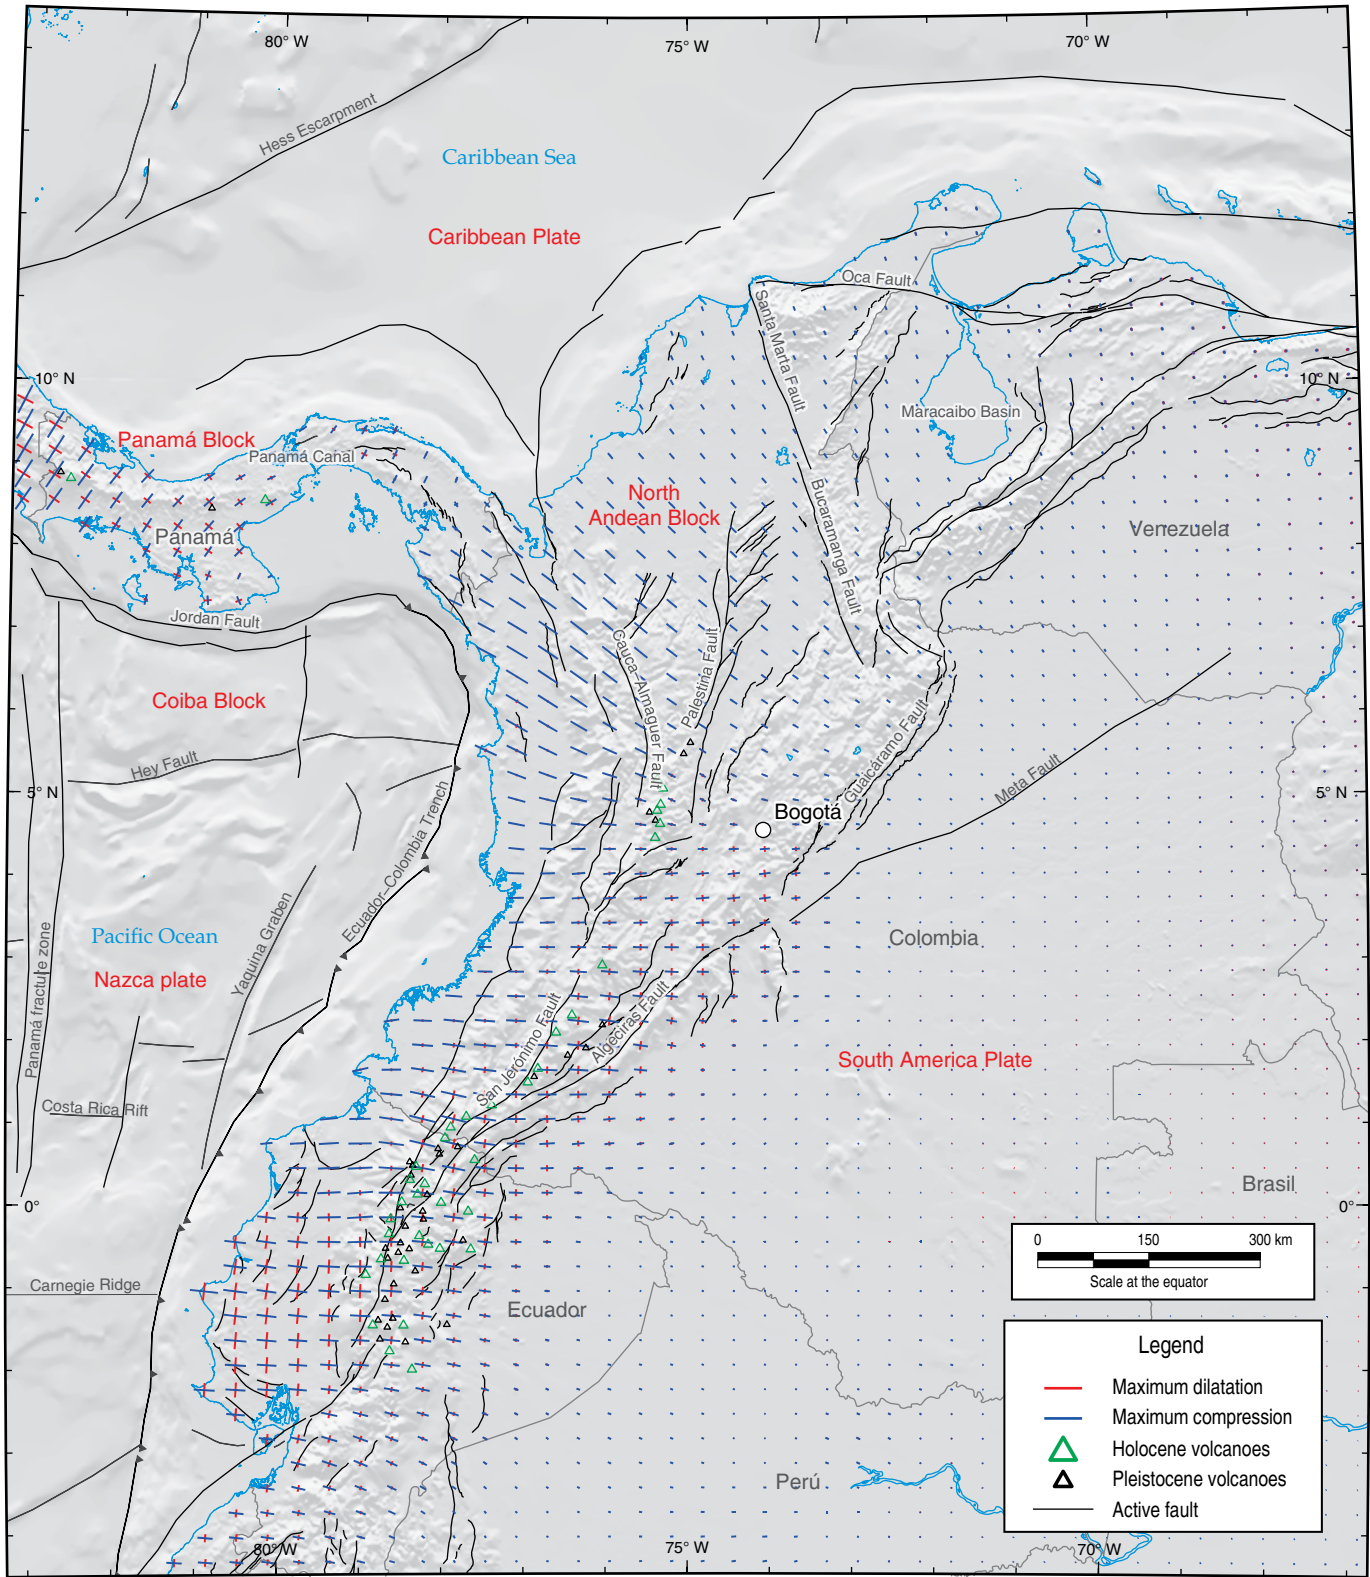 80° W
75° W
70° W
Hess Escarpment
Caribbean Sea
Caribbean Plate
Oca Fault
Santa Marta Fault
10° N
10° N
Maracaibo Basin
Panamá Block
Panamá Canal
North
Andean Block
Bucaramanga Fault
Venezuela
Panamá
Jordan Fault
Cauca–Almaguer Fault
Palestina Fault
Coiba Block
Hey Fault
Guaicáramo Fault
Meta Fault
5° N
5° N
Bogotá
Ecuador–Colombia Trench
Yaquina Graben
Pacific Ocean
Nazca plate
Panamá fracture zone
Colombia
San Jerónimo Fault
Algeciras Fault
South America Plate
Costa Rica Rift
Brasil
0°
0°
Carnegie Ridge
Ecuador
0 150 300 km
Scale at the equator
Legend
Maximum dilatation
Maximum compression
Holocene volcanoes
Pleistocene volcanoes
Active fault
Perú
80° W
75° W
70° W